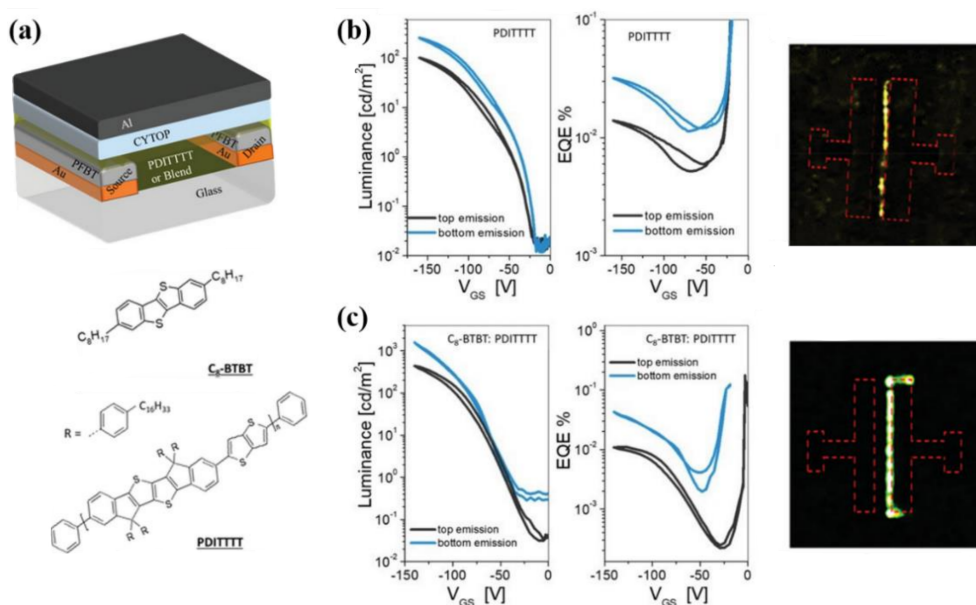 (a)
Al
CYTOP
PFBT
Au
Source
PDITTTT
or Blend
PFBT
Au
Drain
Glass
C₈H₁₇
S
S
C₈H₁₇
C₈-BTBT
R =
C₁₆H₃₃
R R
S
S
S
S
n
R R
PDITTTT
(b)
PDITTTT
Luminance [cd/m²]
10²
10¹
10⁰
10⁻¹
10⁻²
top emission
bottom emission
-150 -100 -50 0
V_GS [V]
PDITTTT
EQE %
10⁻¹
10⁻²
10⁻³
top emission
bottom emission
-150 -100 -50 0
V_GS [V]
(c)
C₈-BTBT: PDITTTT
Luminance [cd/m²]
10³
10²
10¹
10⁰
10⁻¹
10⁻²
top emission
bottom emission
-150 -100 -50 0
V_GS [V]
C₈-BTBT: PDITTTT
EQE %
10⁰
10⁻¹
10⁻²
10⁻³
top emission
bottom emission
-150 -100 -50 0
V_GS [V]